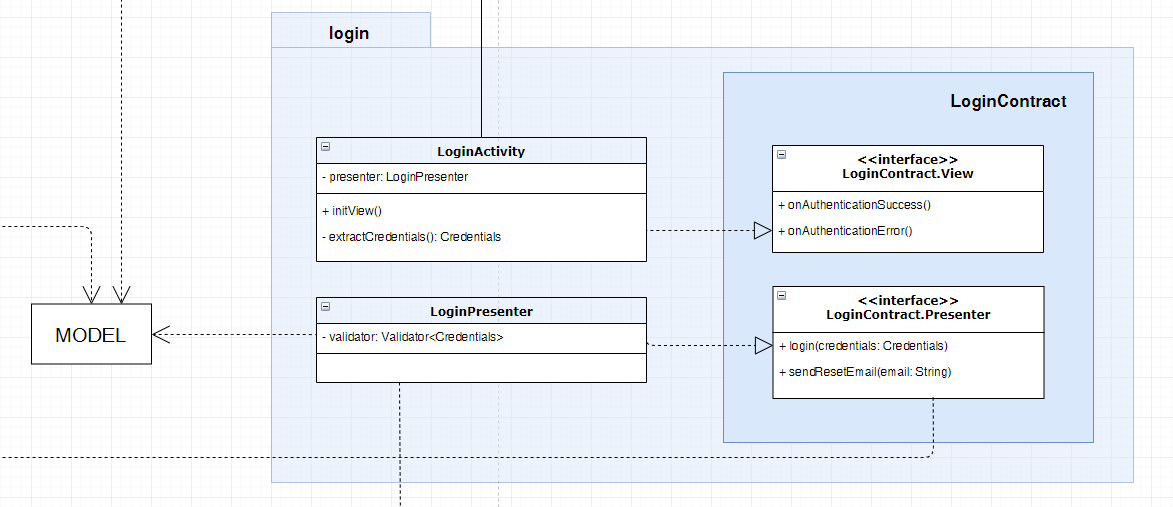 login
LoginContract
LoginActivity
- presenter: LoginPresenter
+ initView()
- extractCredentials(): Credentials
<<interface>>
LoginContract.View
+ onAuthenticationSuccess()
+ onAuthenticationError()
MODEL
LoginPresenter
- validator: Validator<Credentials>
<<interface>>
LoginContract.Presenter
+ login(credentials: Credentials)
+ sendResetEmail(email: String)